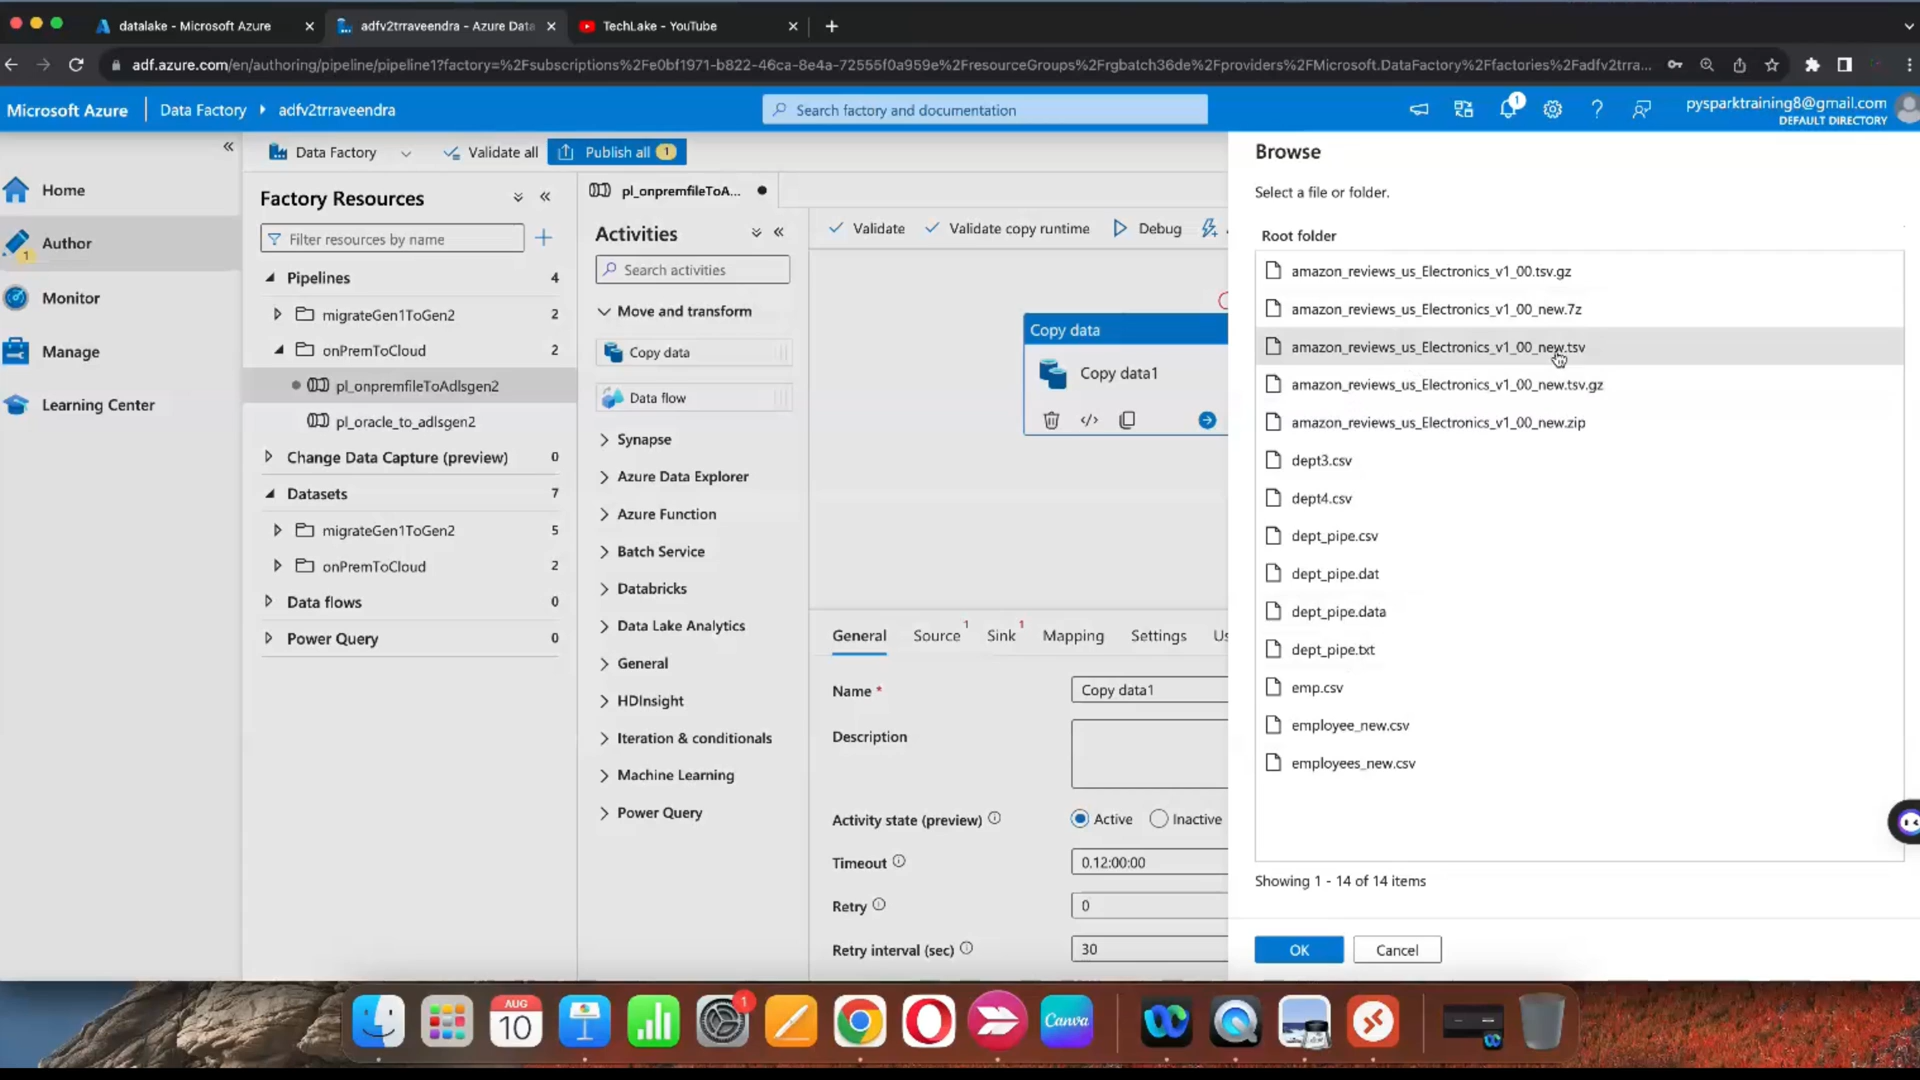 datalake - Microsoft Azure
adfv2trraveendra - Azure Data
TechLake - YouTube
adf.azure.com/en/authoring/pipeline/pipeline1?factory=%2Fsubscriptions%2Fe0bf1971-b822-46ca-8e4a-72555f0a959e%2FresourceGroups%2Frgbatch36de%2Fproviders%2FMicrosoft.DataFactory%2Ffactories%2Fadfv2trra...
Microsoft Azure
Data Factory
adfv2trraveendra
Search factory and documentation
1
pysparktraining8@gmail.com
DEFAULT DIRECTORY
Home
Author
1
Monitor
Manage
Learning Center
Data Factory
Validate all
Publish all
1
Factory Resources
Filter resources by name
Pipelines 4
migrateGen1ToGen2 2
onPremToCloud 2
pl_onpremfileToAdlsgen2
pl_oracle_to_adlsgen2
Change Data Capture (preview) 0
Datasets 7
migrateGen1ToGen2 5
onPremToCloud 2
Data flows 0
Power Query 0
pl_onpremfileToA...
Activities
Search activities
Move and transform
Copy data
Data flow
Synapse
Azure Data Explorer
Azure Function
Batch Service
Databricks
Data Lake Analytics
General
HDInsight
Iteration & conditionals
Machine Learning
Power Query
Validate
Validate copy runtime
Debug
Copy data
Copy data1
General
Source 1
Sink 1
Mapping
Settings
Us
Name *
Copy data1
Description
Activity state (preview)
Active
Inactive
Timeout
0.12:00:00
Retry
0
Retry interval (sec)
30
Browse
Select a file or folder.
Root folder
amazon_reviews_us_Electronics_v1_00.tsv.gz
amazon_reviews_us_Electronics_v1_00_new.7z
amazon_reviews_us_Electronics_v1_00_new.tsv
amazon_reviews_us_Electronics_v1_00_new.tsv.gz
amazon_reviews_us_Electronics_v1_00_new.zip
dept3.csv
dept4.csv
dept_pipe.csv
dept_pipe.dat
dept_pipe.data
dept_pipe.txt
emp.csv
employee_new.csv
employees_new.csv
Showing 1 - 14 of 14 items
OK
Cancel
AUG
10
1
Canva